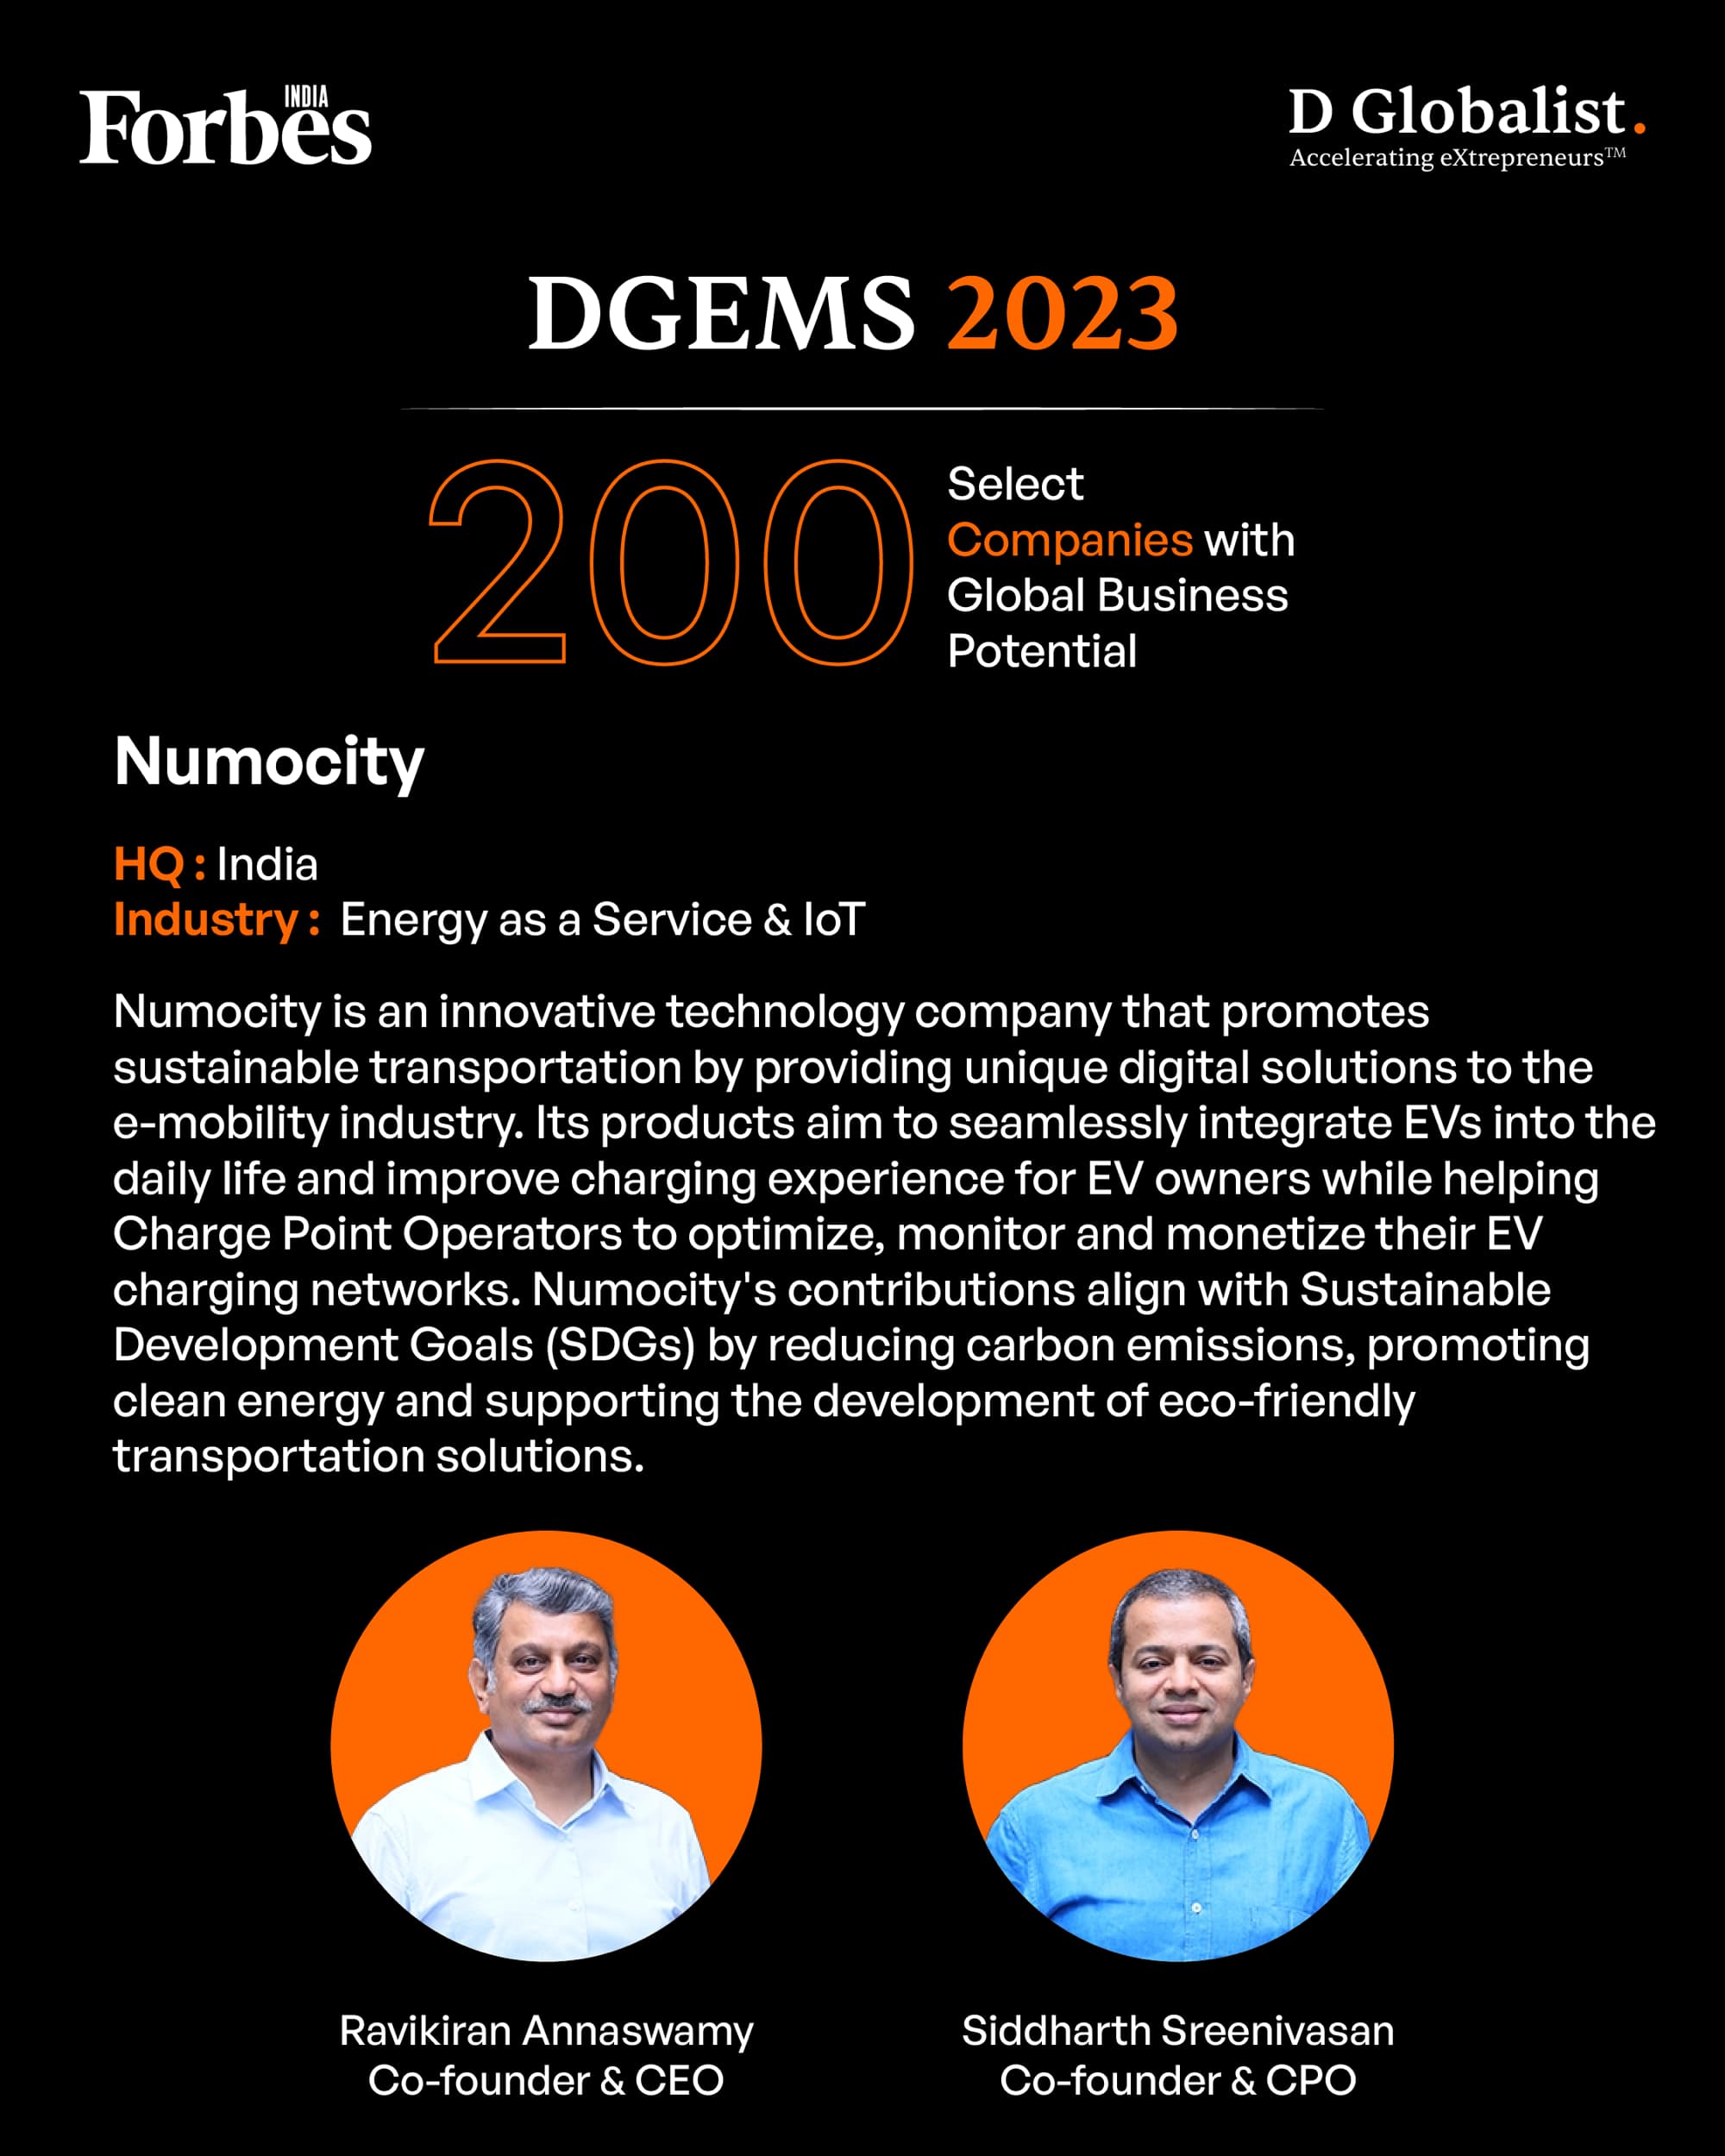 Forbes INDIA
D Globalist.
Accelerating eXtrepreneurs™
DGEMS 2023
200
Select
Companies with
Global Business
Potential
Numocity
HQ : India
Industry : Energy as a Service & IoT
Numocity is an innovative technology company that promotes
sustainable transportation by providing unique digital solutions to the
e-mobility industry. Its products aim to seamlessly integrate EVs into the
daily life and improve charging experience for EV owners while helping
Charge Point Operators to optimize, monitor and monetize their EV
charging networks. Numocity's contributions align with Sustainable
Development Goals (SDGs) by reducing carbon emissions, promoting
clean energy and supporting the development of eco-friendly
transportation solutions.
Ravikiran Annaswamy
Co-founder & CEO
Siddharth Sreenivasan
Co-founder & CPO